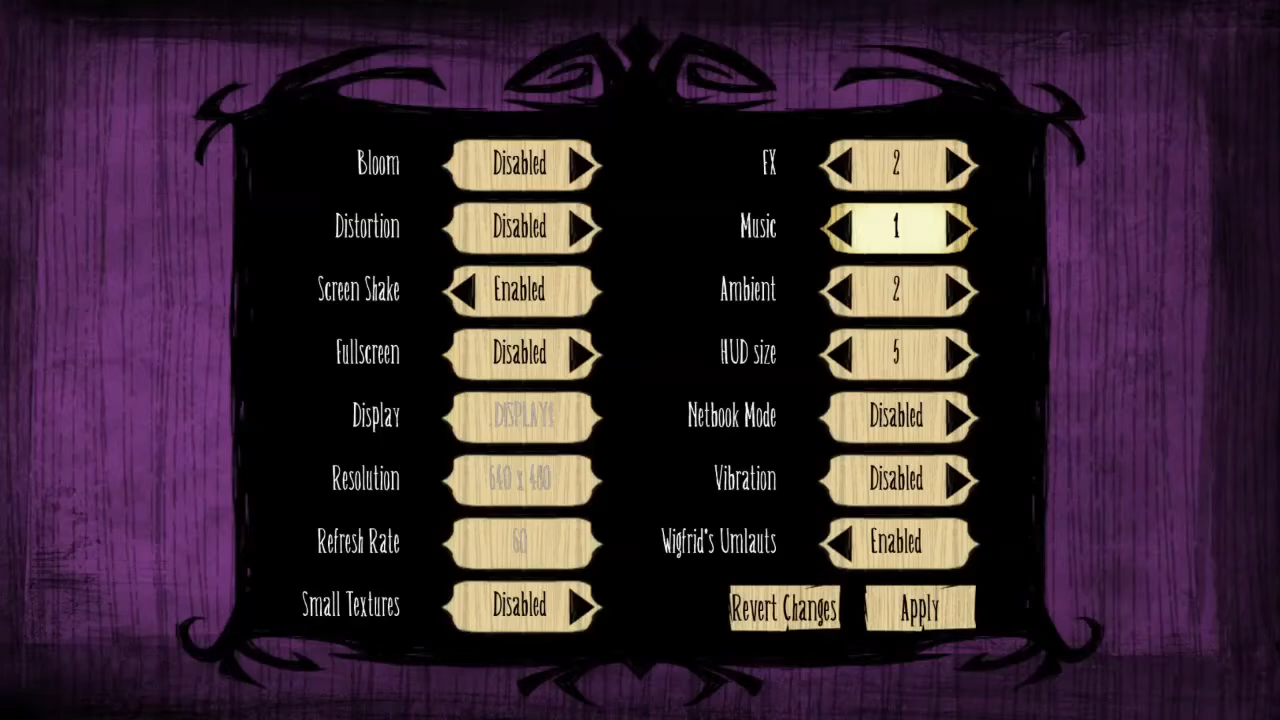 Bloom Disabled
Distortion Disabled
Screen Shake Enabled
Fullscreen Disabled
Display DISPLAY1
Resolution 640 x 480
Refresh Rate 60
Small Textures Disabled
FX 2
Music 1
Ambient 2
HUD size 5
Netbook Mode Disabled
Vibration Disabled
Wigfrid's Umlauts Enabled
Revert Changes Apply